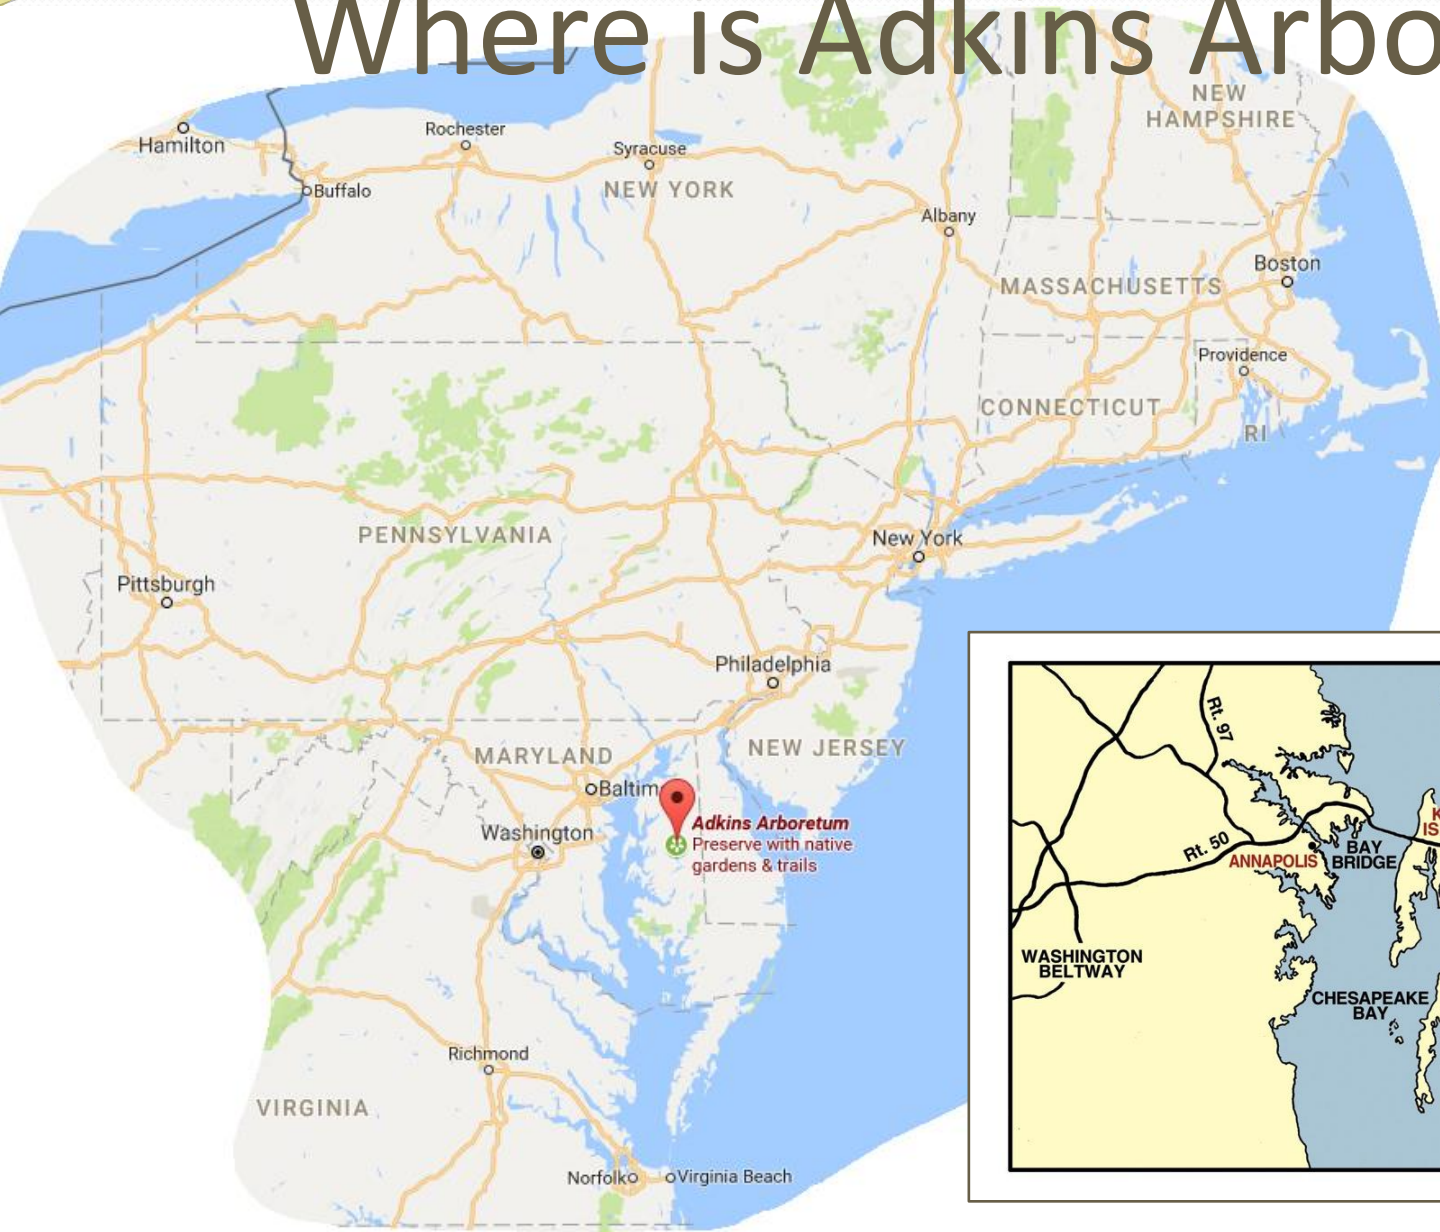 Where is Adkins Arbo
NEW
HAMPSHIRE
Hamilton
Rochester
Syracuse
NEW YORK
Buffalo
Albany
Boston
MASSACHUSETTS
Providence
CONNECTICUT
RI
PENNSYLVANIA
New York
Pittsburgh
Philadelphia
MARYLAND
NEW JERSEY
Baltim
Washington
Adkins Arboretum
Preserve with native
gardens & trails
Richmond
VIRGINIA
Norfolk
Virginia Beach
Rt. 97
K
IS
Rt. 50
ANNAPOLIS
BAY
BRIDGE
WASHINGTON
BELTWAY
CHESAPEAKE
BAY